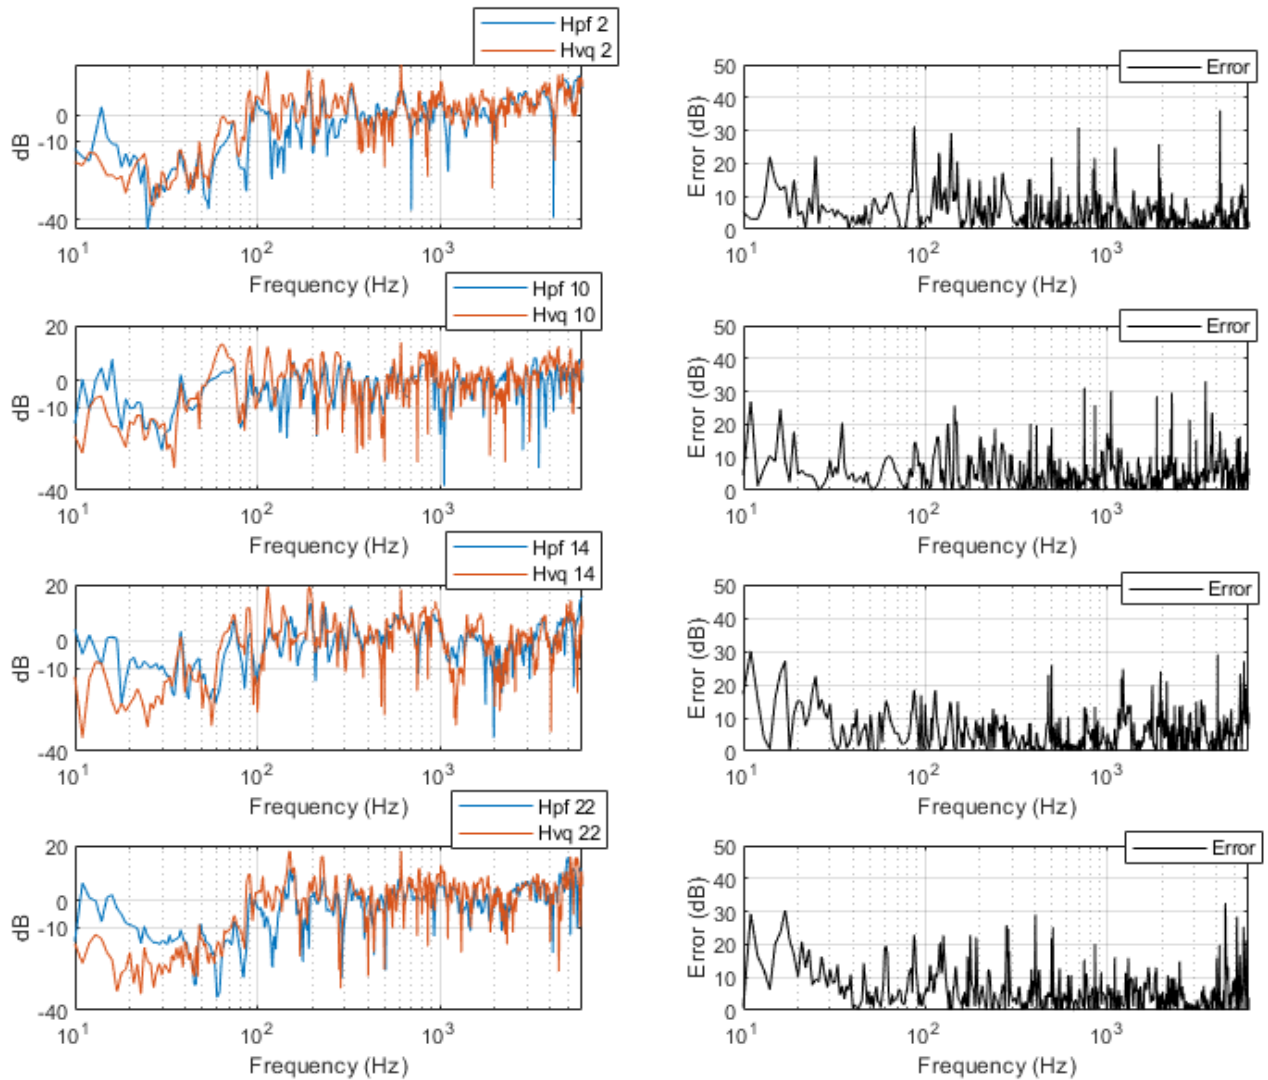 Hpf 2
Hvq 2
0
-10
-40
dB
10^1
10^2
10^3
Frequency (Hz)
Error
50
40
30
20
10
0
Error (dB)
10^1
10^2
10^3
Frequency (Hz)
Hpf 10
Hvq 10
20
0
-10
-40
dB
10^1
10^2
10^3
Frequency (Hz)
Error
50
40
30
20
10
0
Error (dB)
10^1
10^2
10^3
Frequency (Hz)
Hpf 14
Hvq 14
20
0
-10
-40
dB
10^1
10^2
10^3
Frequency (Hz)
Error
50
40
30
20
10
0
Error (dB)
10^1
10^2
10^3
Frequency (Hz)
Hpf 22
Hvq 22
20
0
-10
-40
dB
10^1
10^2
10^3
Frequency (Hz)
Error
50
40
30
20
10
0
Error (dB)
10^1
10^2
10^3
Frequency (Hz)